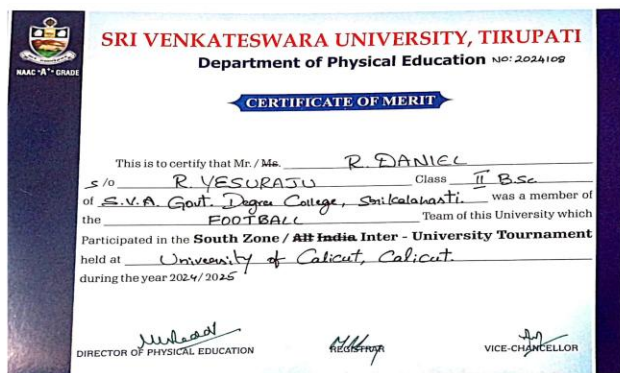 SRI VENKATESWARA UNIVERSITY, TIRUPATI
Department of Physical Education NO: 2024108
NAAC "A+" GRADE
CERTIFICATE OF MERIT
This is to certify that Mr. / Ms. R. DANIEL
S/o R. YESURAJU Class II B.Sc
of S.V.A. Govt. Degree College, Srikalahasti. was a member of
the FOOTBALL Team of this University which
Participated in the South Zone / All India Inter - University Tournament
held at University of Calicut, Calicut.
during the year 2024/2025
DIRECTOR OF PHYSICAL EDUCATION REGISTRAR VICE-CHANCELLOR